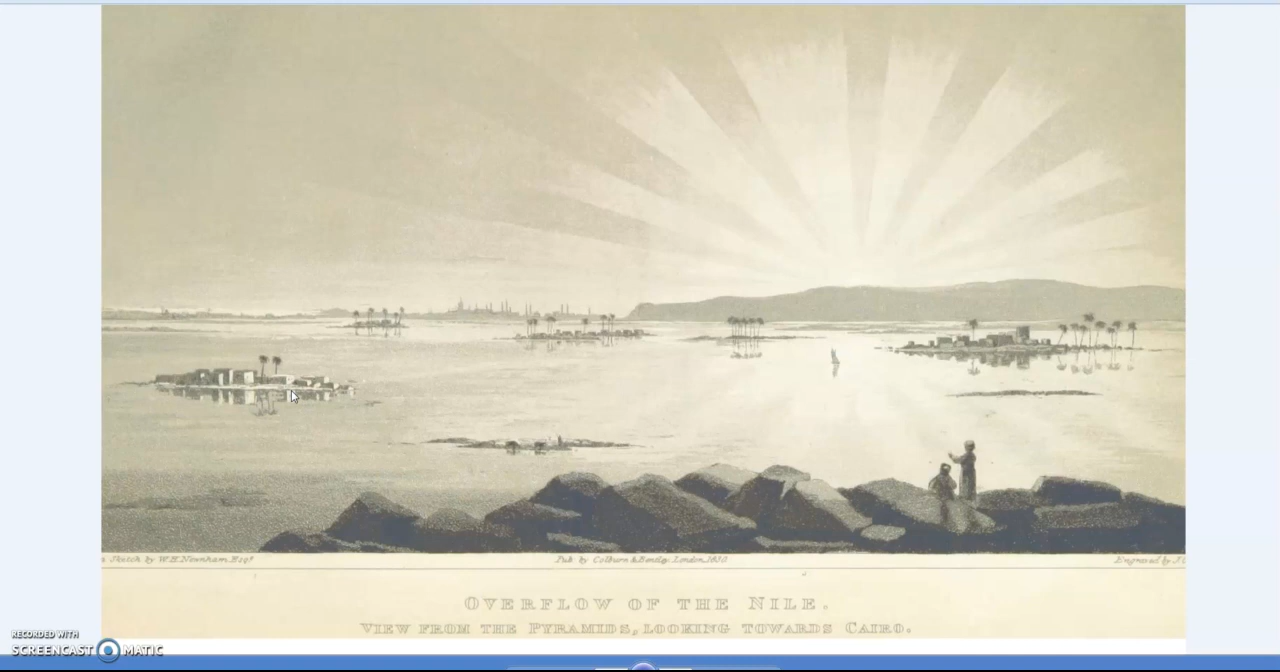 Sketch by W.H. Newnham Esqr.
Pub. by Colburn & Bentley, London, 1830
Engraved by J
OVERFLOW OF THE NILE.
VIEW FROM THE PYRAMIDS, LOOKING TOWARDS CAIRO.
RECORDED WITH
SCREENCAST MATIC